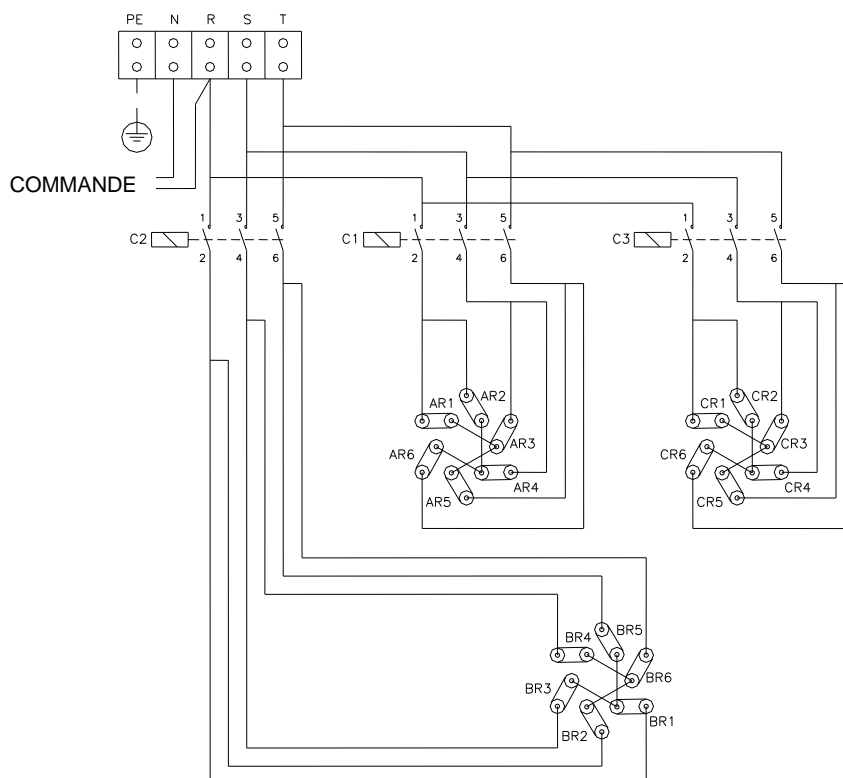 PE N R S T
COMMANDE
1 3 5 1 3 5 1 3 5
C2 C1 C3
2 4 6 2 4 6 2 4 6
AR1 AR2 CR1 CR2
AR6 AR3 CR6 CR3
AR5 AR4 CR5 CR4
BR4 BR5
BR3 BR6
BR2 BR1